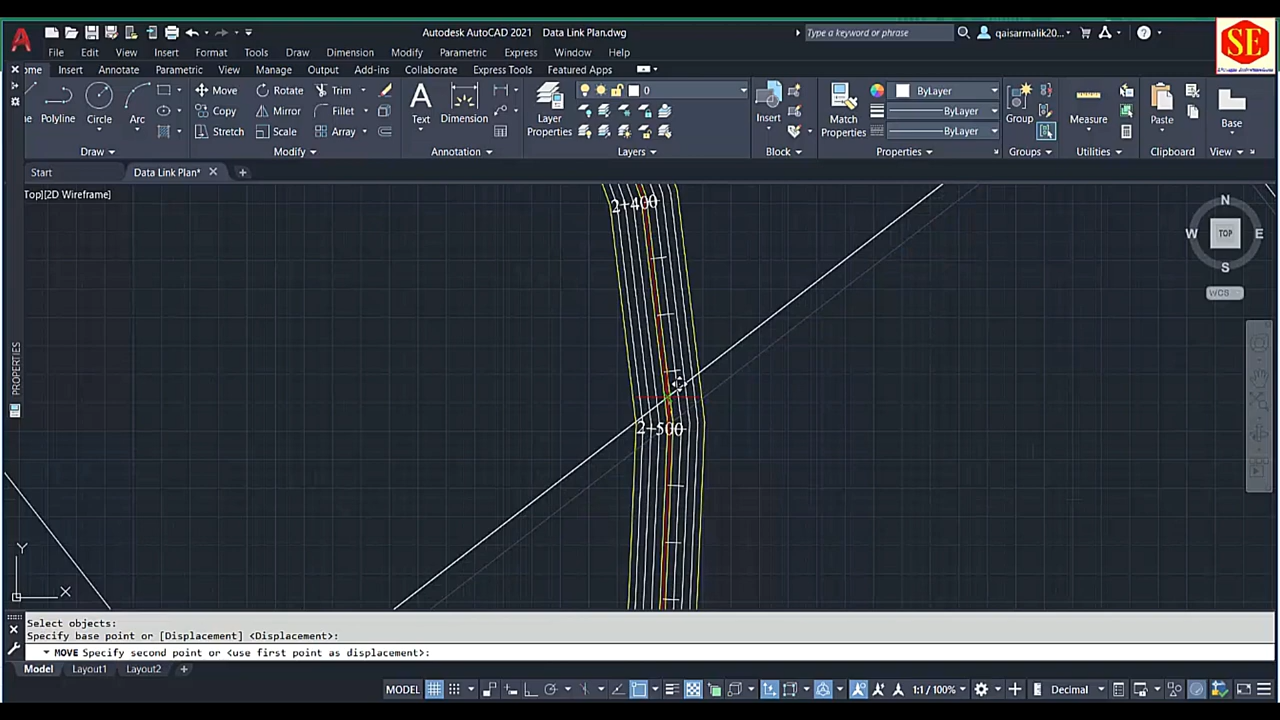 Autodesk AutoCAD 2021 Data Link Plan.dwg
Type a keyword or phrase
qaisarmalik20...
SE
File Edit View Insert Format Tools Draw Dimension Modify Parametric Express Window Help
ome Insert Annotate Parametric View Manage Output Add-ins Collaborate Express Tools Featured Apps
Move Rotate Trim
Copy Mirror Fillet
Stretch Scale Array
Polyline Circle Arc
Text Dimension
Layer
Properties
0
Insert
Match
Properties
ByLayer
ByLayer
ByLayer
Group
Measure
Paste
Base
Draw Modify Annotation Layers Block Properties Groups Utilities Clipboard View
Start Data Link Plan*
Top][2D Wireframe]
2+400
2+500
N
W TOP E
S
WCS
PROPERTIES
Y
X
Select objects:
Specify base point or [Displacement] <Displacement>:
MOVE Specify second point or <use first point as displacement>:
Model Layout1 Layout2 +
MODEL 1:1 / 100% Decimal